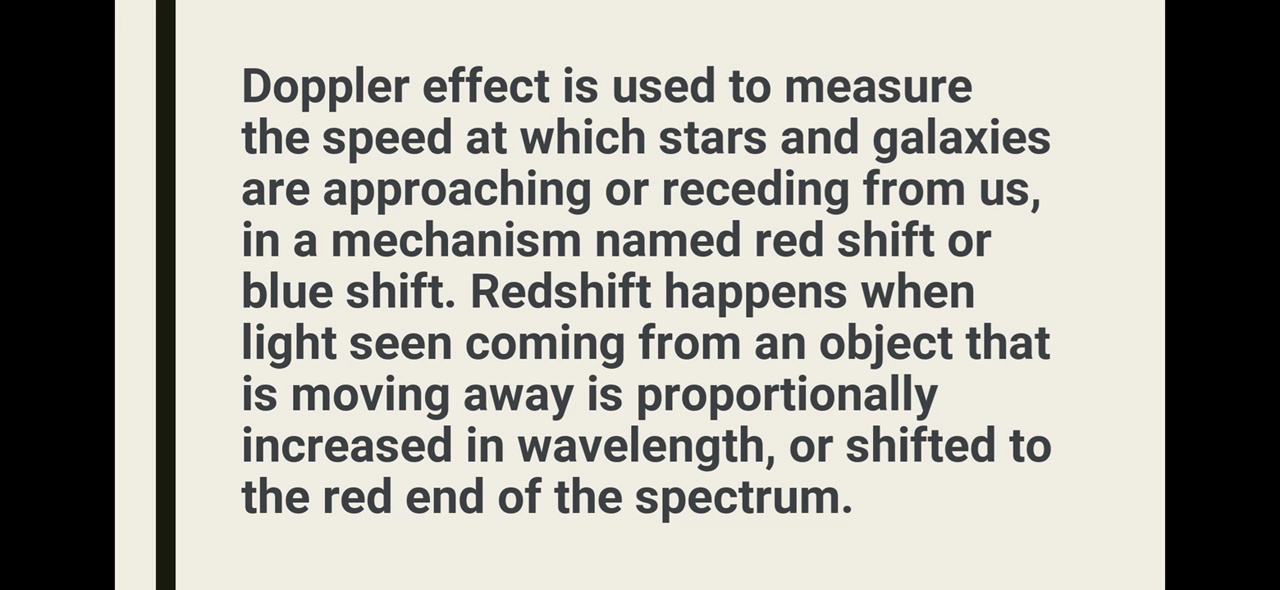 Doppler effect is used to measure
the speed at which stars and galaxies
are approaching or receding from us,
in a mechanism named red shift or
blue shift. Redshift happens when
light seen coming from an object that
is moving away is proportionally
increased in wavelength, or shifted to
the red end of the spectrum.